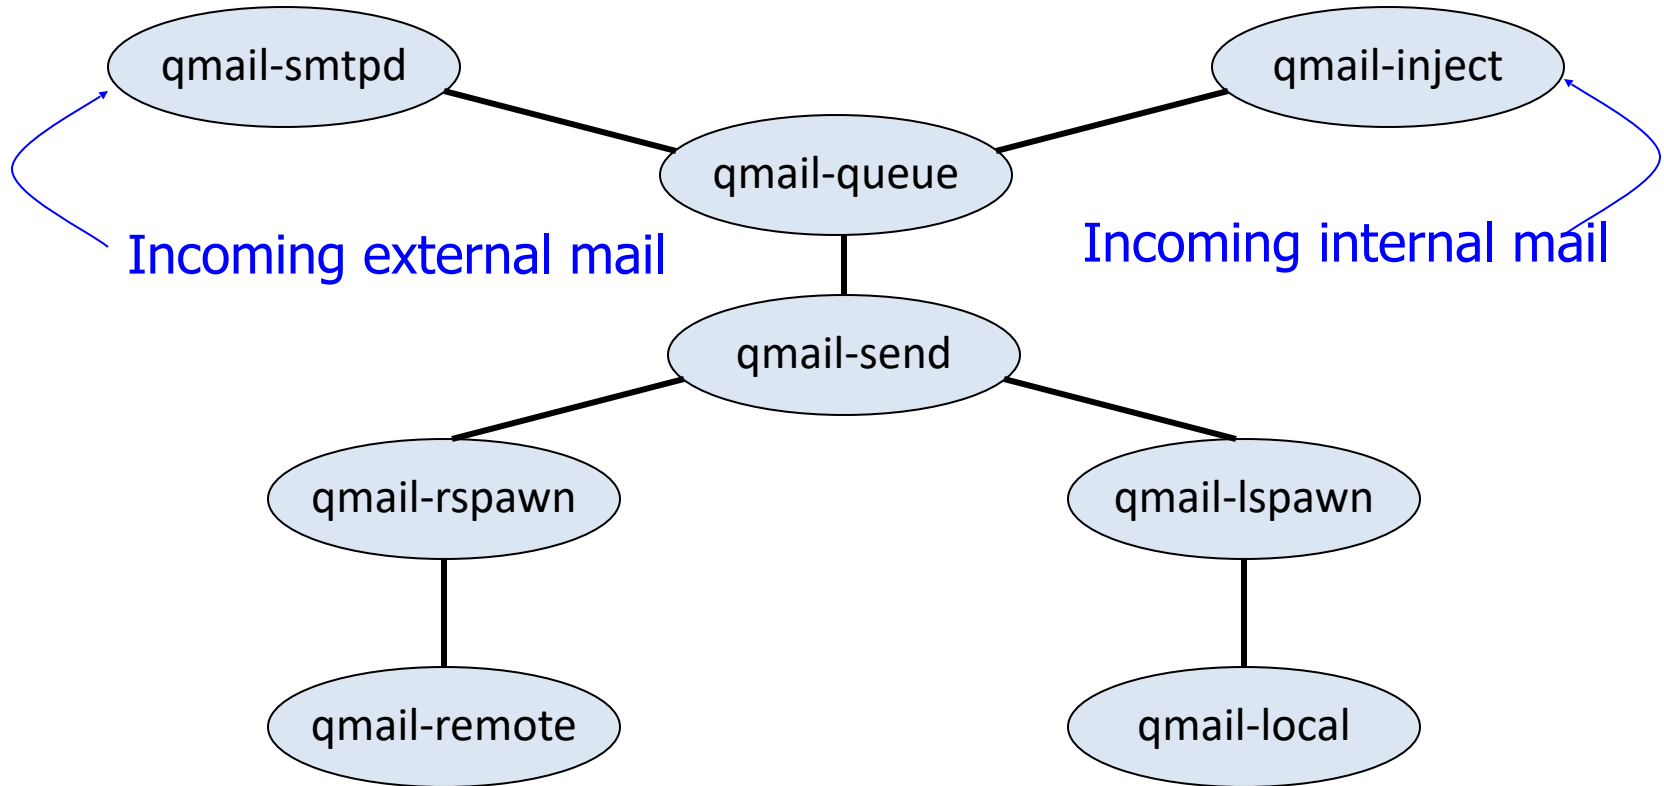 qmail-smtpd
qmail-inject
qmail-queue
Incoming external mail
Incoming internal mail
qmail-send
qmail-rspawn
qmail-lspawn
qmail-remote
qmail-local